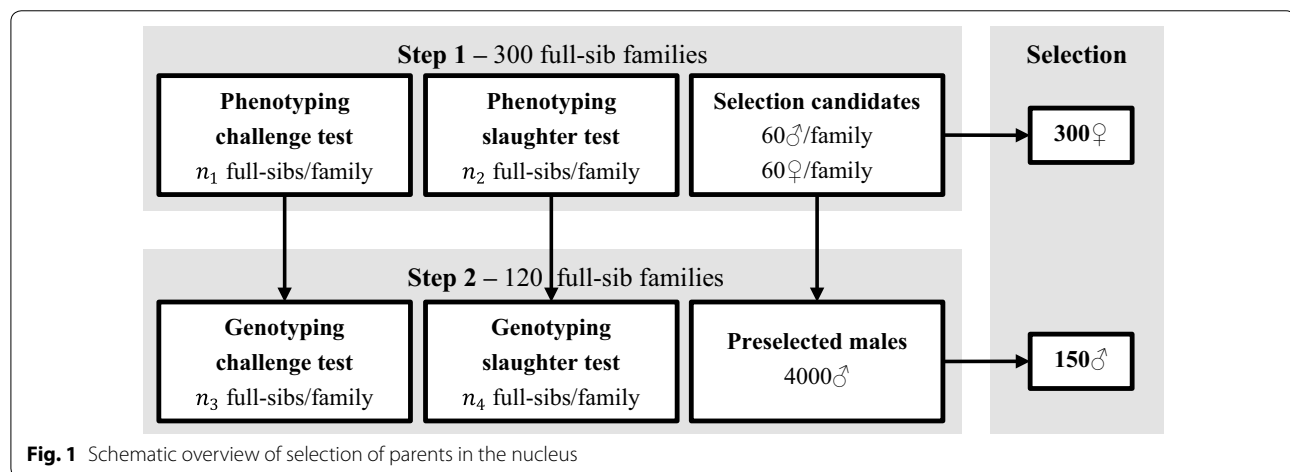 Step 1 – 300 full-sib families
Phenotyping
challenge test
n₁ full-sibs/family
Phenotyping
slaughter test
n₂ full-sibs/family
Selection candidates
60♂/family
60♀/family
Selection
300♀
Step 2 – 120 full-sib families
Genotyping
challenge test
n₃ full-sibs/family
Genotyping
slaughter test
n₄ full-sibs/family
Preselected males
4000♂
150♂
Fig. 1 Schematic overview of selection of parents in the nucleus